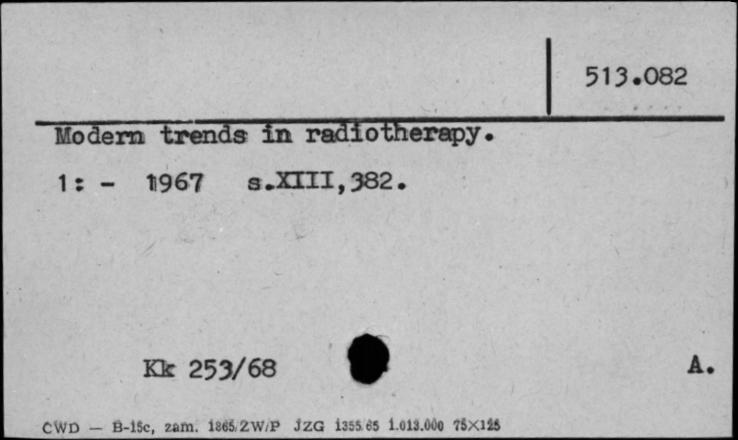 513.082
Modern trends in radiotherapy.
1: - 1967 s.XIII,382.
Kk 253/68
A.
CWD — B-15c, zam. 1865/ZW/P JZG 1355/65 1.013.000 75×125